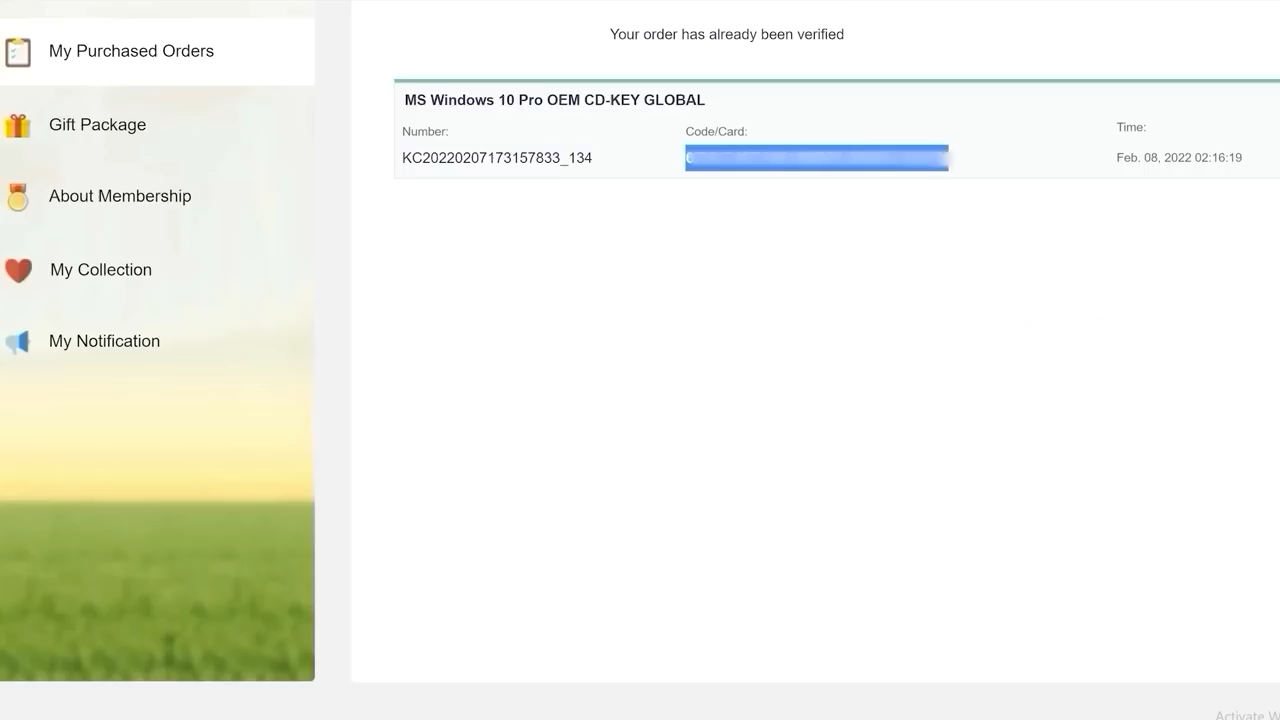 My Purchased Orders
Gift Package
About Membership
My Collection
My Notification
Your order has already been verified
MS Windows 10 Pro OEM CD-KEY GLOBAL
Number:
KC20220207173157833_134
Code/Card:
Time:
Feb. 08, 2022 02:16:19
Activate W